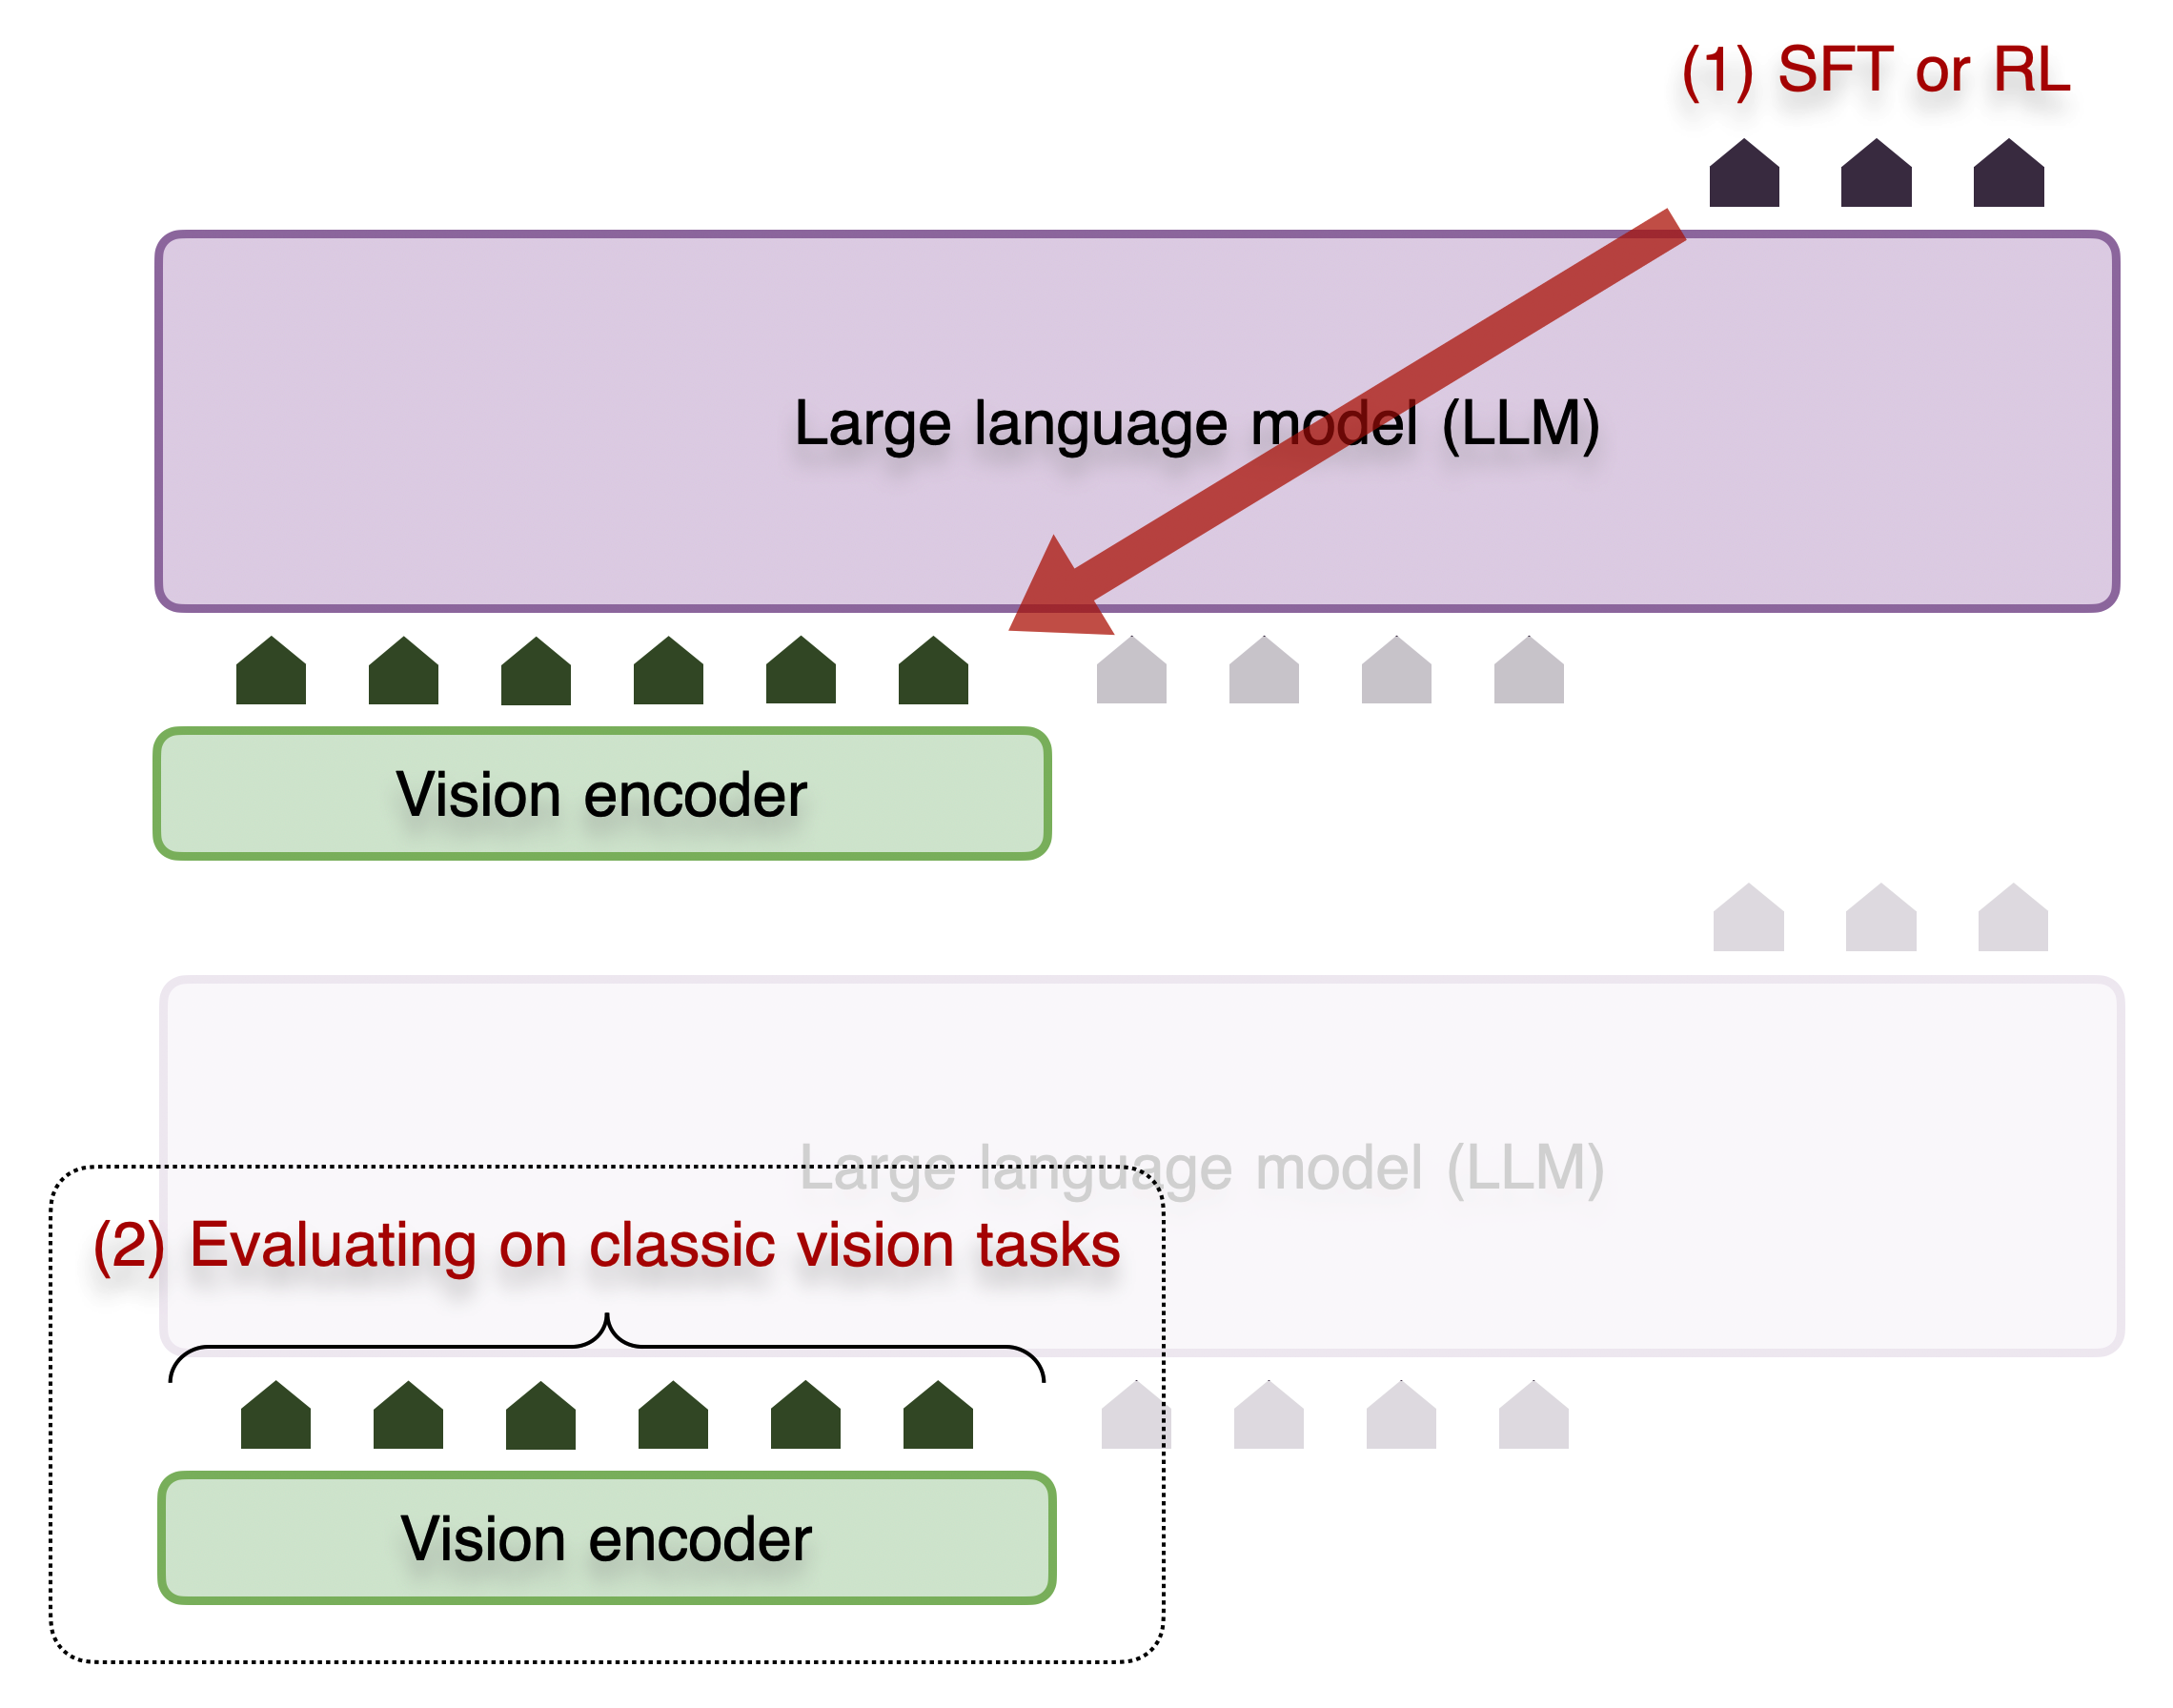 (1) SFT or RL
Large language model (LLM)
Vision encoder
Large language model (LLM)
(2) Evaluating on classic vision tasks
Vision encoder